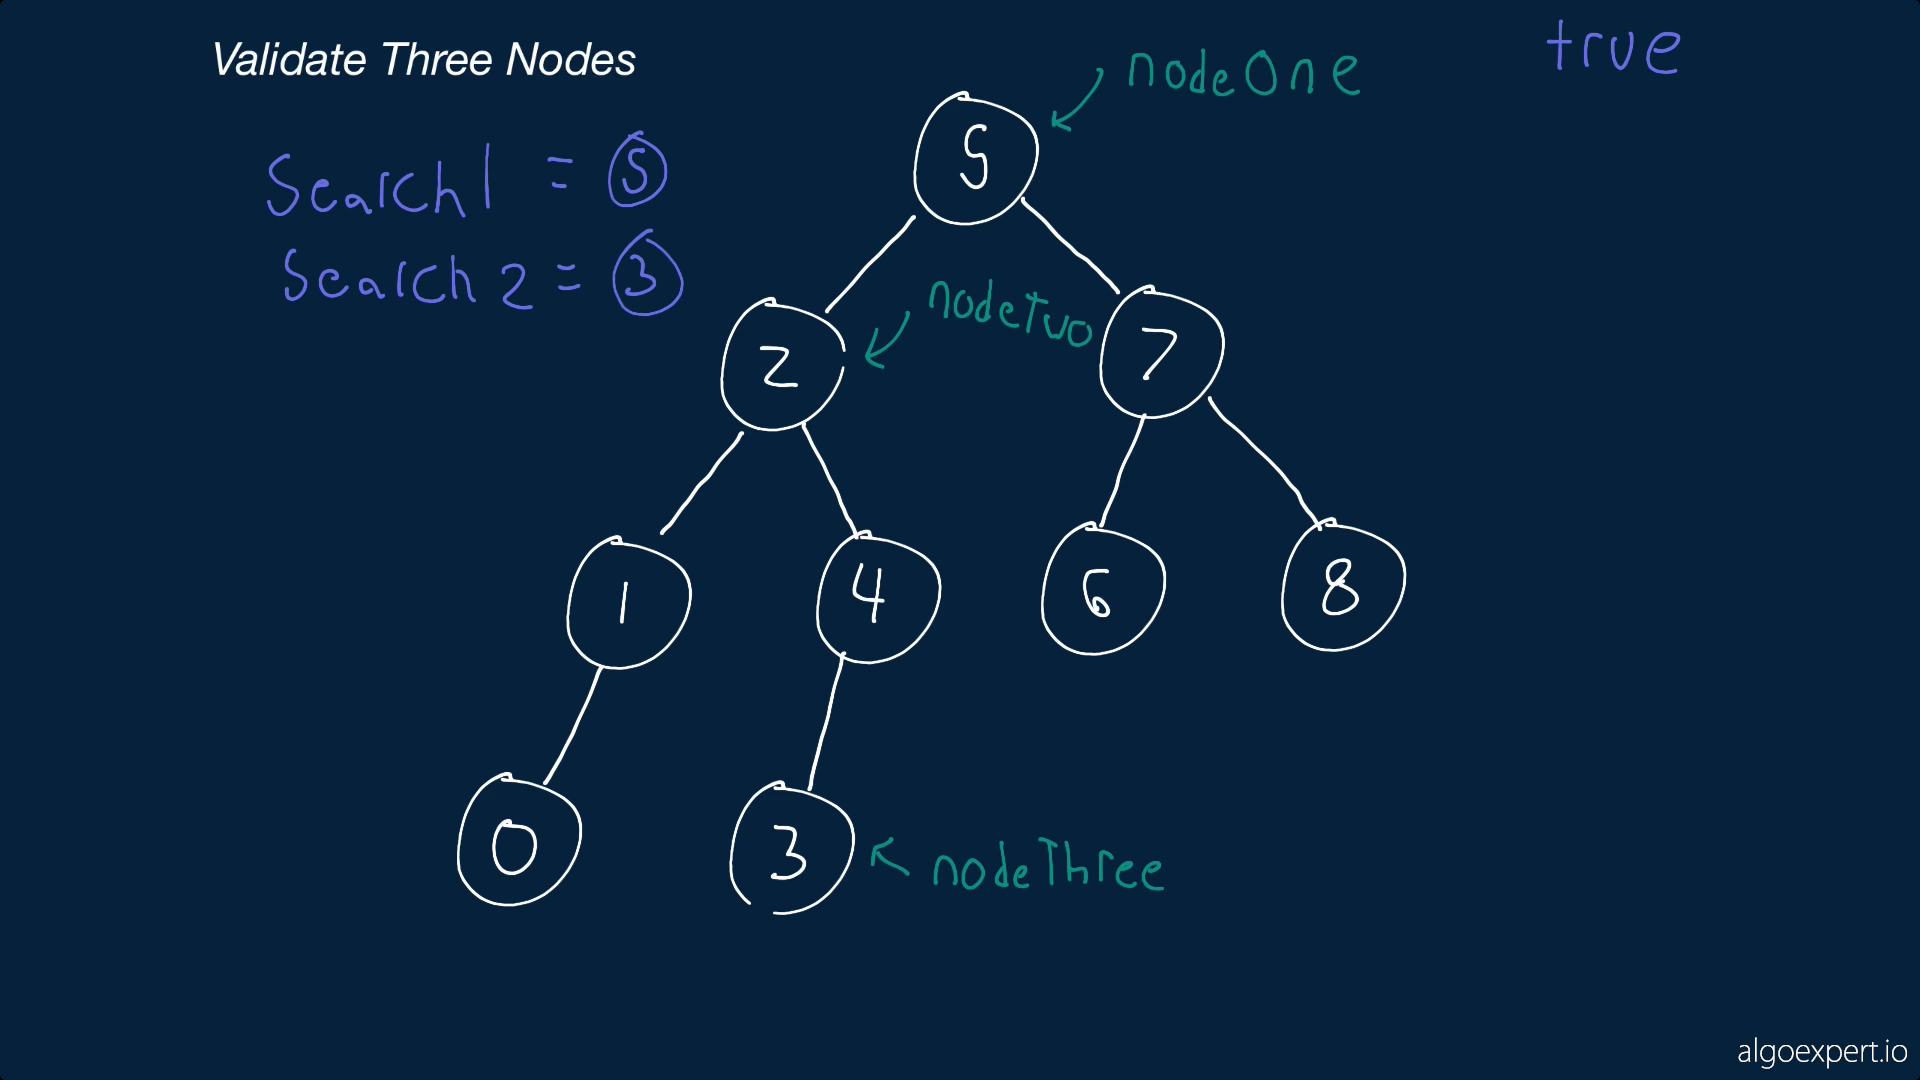 Validate Three Nodes
nodeOne
true
Search1 = 5
Search2 = 3
5
nodeTwo
2
7
1
4
6
8
0
3
nodeThree
algoexpert.io